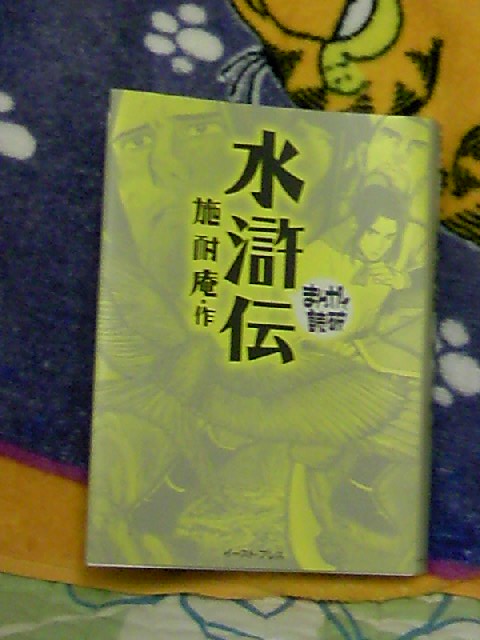 水滸伝
施耐庵・作
まんがで
読破
イースト・プレス